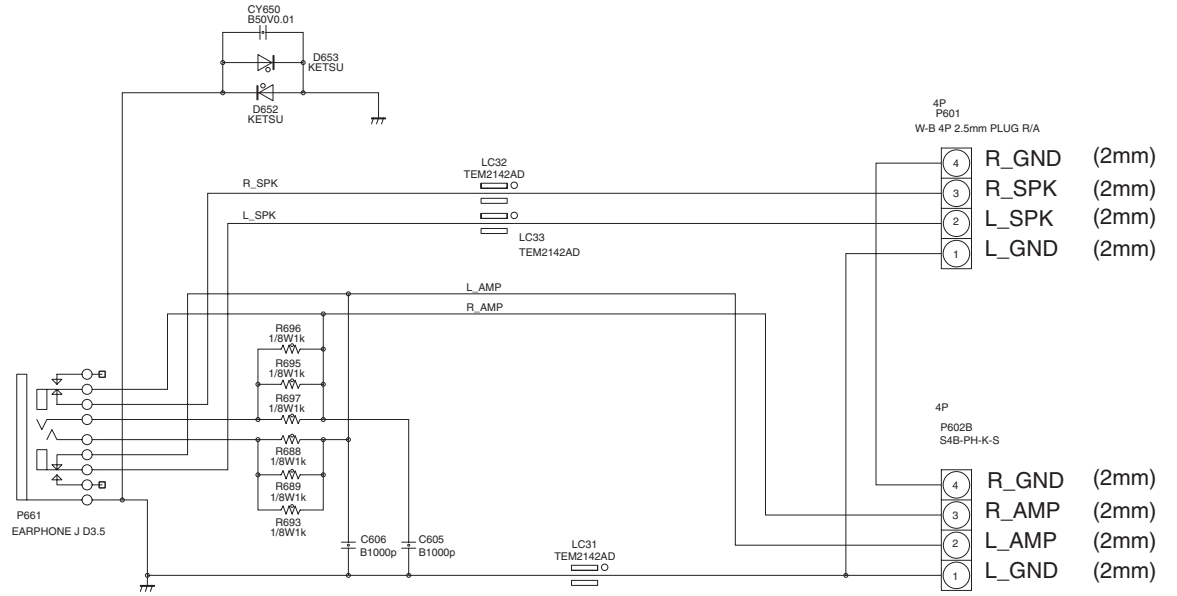 CY650
B50V0.01
D653
KETSU
D652
KETSU
4P
P601
W-B 4P 2.5mm PLUG R/A
LC32
TEM2142AD
R_SPK
L_SPK
LC33
TEM2142AD
4 R_GND (2mm)
3 R_SPK (2mm)
2 L_SPK (2mm)
1 L_GND (2mm)
L_AMP
R_AMP
R696
1/8W1k
R695
1/8W1k
R697
1/8W1k
R688
1/8W1k
R689
1/8W1k
R693
1/8W1k
P661
EARPHONE J D3.5
C606
B1000p
C605
B1000p
LC31
TEM2142AD
4P
P602B
S4B-PH-K-S
4 R_GND (2mm)
3 R_AMP (2mm)
2 L_AMP (2mm)
1 L_GND (2mm)